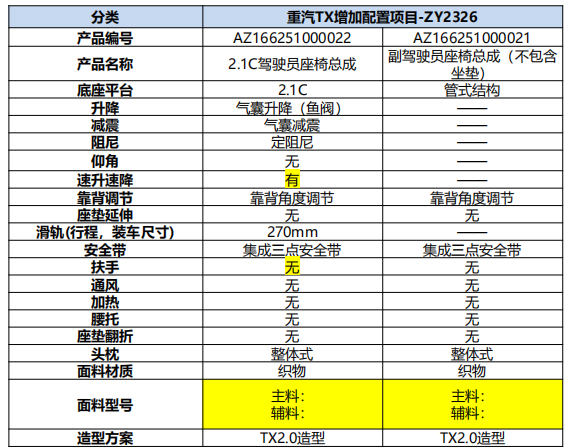 分类 重汽TX增加配置项目-ZY2326
产品编号 AZ166251000022 AZ166251000021
产品名称 2.1C驾驶员座椅总成 副驾驶员座椅总成（不包含
坐垫）
底座平台 2.1C 管式结构
升降 气囊升降（鱼阀） ——
减震 气囊减震 ——
阻尼 定阻尼 ——
仰角 无 ——
速升速降 有 ——
靠背调节 靠背角度调节 靠背角度调节
座垫延伸 无 无
滑轨(行程，装车尺寸) 270mm ——
安全带 集成三点安全带 集成三点安全带
扶手 无 无
通风 无 无
加热 无 无
腰托 无 无
座垫翻折 无 无
头枕 整体式 整体式
面料材质 织物 织物
面料型号 主料： 主料：
辅料： 辅料：
造型方案 TX2.0造型 TX2.0造型